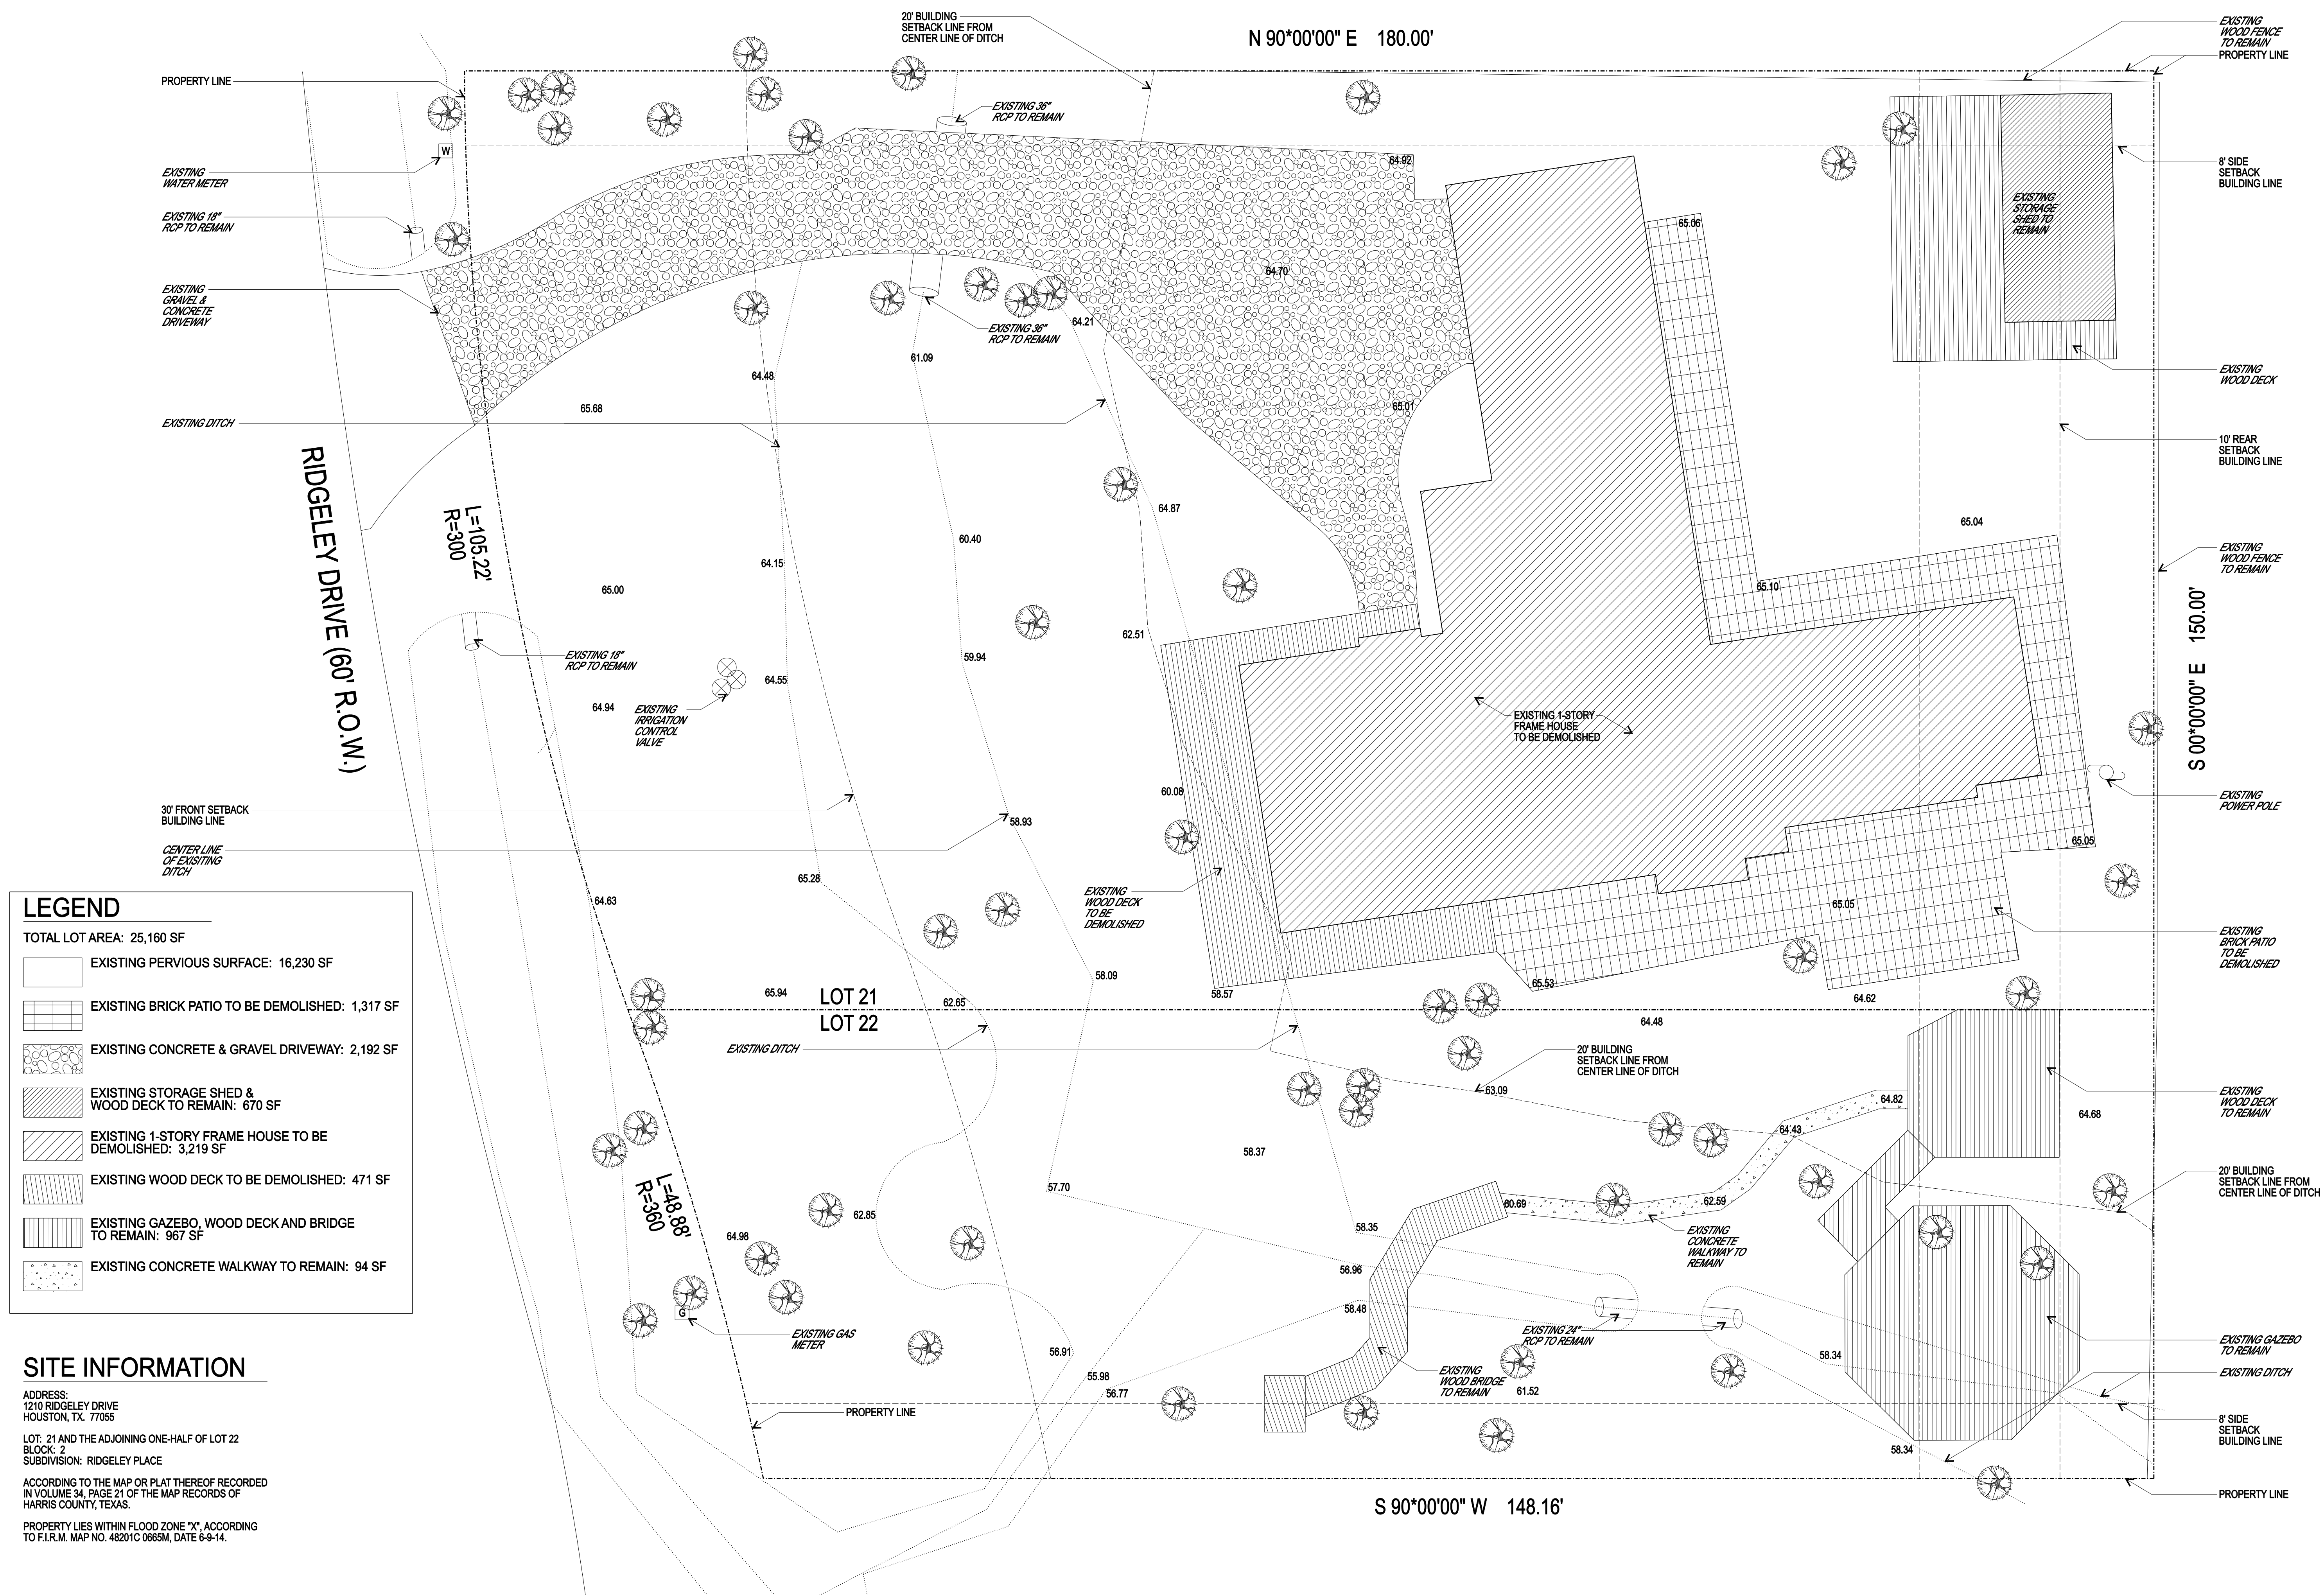 20' BUILDING
SETBACK LINE FROM
CENTER LINE OF DITCH
N 90*00'00" E 180.00'
EXISTING
WOOD FENCE
TO REMAIN
PROPERTY LINE
PROPERTY LINE
EXISTING 36"
RCP TO REMAIN
W
EXISTING
WATER METER
64.92
8' SIDE
SETBACK
BUILDING LINE
EXISTING
STORAGE
SHED TO
REMAIN
EXISTING 18"
RCP TO REMAIN
65.06
64.70
EXISTING
GRAVEL &
CONCRETE
DRIVEWAY
64.21
EXISTING 36"
RCP TO REMAIN
61.09
64.48
EXISTING
WOOD DECK
65.68
65.01
EXISTING DITCH
10' REAR
SETBACK
BUILDING LINE
RIDGELEY DRIVE (60' R.O.W.)
L=105.22'
R=300
64.87
65.04
60.40
64.15
EXISTING
WOOD FENCE
TO REMAIN
65.00
65.10
S 00*00'00" E 150.00'
62.51
EXISTING 18"
RCP TO REMAIN
59.94
64.55
64.94
EXISTING
IRRIGATION
CONTROL
VALVE
EXISTING 1-STORY
FRAME HOUSE
TO BE DEMOLISHED
60.08
EXISTING
POWER POLE
30' FRONT SETBACK
BUILDING LINE
58.93
65.05
CENTER LINE
OF EXISITING
DITCH
65.28
EXISTING
WOOD DECK
TO BE
DEMOLISHED
64.63
65.05
EXISTING
BRICK PATIO
TO BE
DEMOLISHED
58.09
65.53
65.94
LOT 21
62.65
58.57
64.62
LOT 22
64.48
EXISTING DITCH
20' BUILDING
SETBACK LINE FROM
CENTER LINE OF DITCH
63.09
64.82
EXISTING
WOOD DECK
TO REMAIN
64.68
64.43
58.37
L=48.88'
R=360
57.70
20' BUILDING
SETBACK LINE FROM
CENTER LINE OF DITCH
60.69
62.59
62.85
58.35
64.98
EXISTING
CONCRETE
WALKWAY TO
REMAIN
56.96
58.48
G
EXISTING GAS
METER
EXISTING 24"
RCP TO REMAIN
EXISTING GAZEBO
TO REMAIN
56.91
58.34
EXISTING
WOOD BRIDGE
TO REMAIN
EXISTING DITCH
55.98
56.77
61.52
PROPERTY LINE
8' SIDE
SETBACK
BUILDING LINE
58.34
S 90*00'00" W 148.16'
PROPERTY LINE
LEGEND
TOTAL LOT AREA: 25,160 SF
EXISTING PERVIOUS SURFACE: 16,230 SF
EXISTING BRICK PATIO TO BE DEMOLISHED: 1,317 SF
EXISTING CONCRETE & GRAVEL DRIVEWAY: 2,192 SF
EXISTING STORAGE SHED &
WOOD DECK TO REMAIN: 670 SF
EXISTING 1-STORY FRAME HOUSE TO BE
DEMOLISHED: 3,219 SF
EXISTING WOOD DECK TO BE DEMOLISHED: 471 SF
EXISTING GAZEBO, WOOD DECK AND BRIDGE
TO REMAIN: 967 SF
EXISTING CONCRETE WALKWAY TO REMAIN: 94 SF
SITE INFORMATION
ADDRESS:
1210 RIDGELEY DRIVE
HOUSTON, TX. 77055
LOT: 21 AND THE ADJOINING ONE-HALF OF LOT 22
BLOCK: 2
SUBDIVISION: RIDGELEY PLACE
ACCORDING TO THE MAP OR PLAT THEREOF RECORDED
IN VOLUME 34, PAGE 21 OF THE MAP RECORDS OF
HARRIS COUNTY, TEXAS.
PROPERTY LIES WITHIN FLOOD ZONE "X", ACCORDING
TO F.I.R.M. MAP NO. 48201C 0665M, DATE 6-9-14.